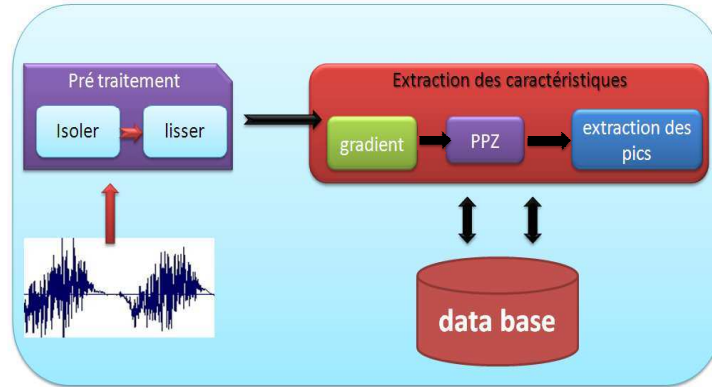 Pré traitement
Isoler
lisser
Extraction des caractéristiques
gradient
PPZ
extraction des
pics
data base